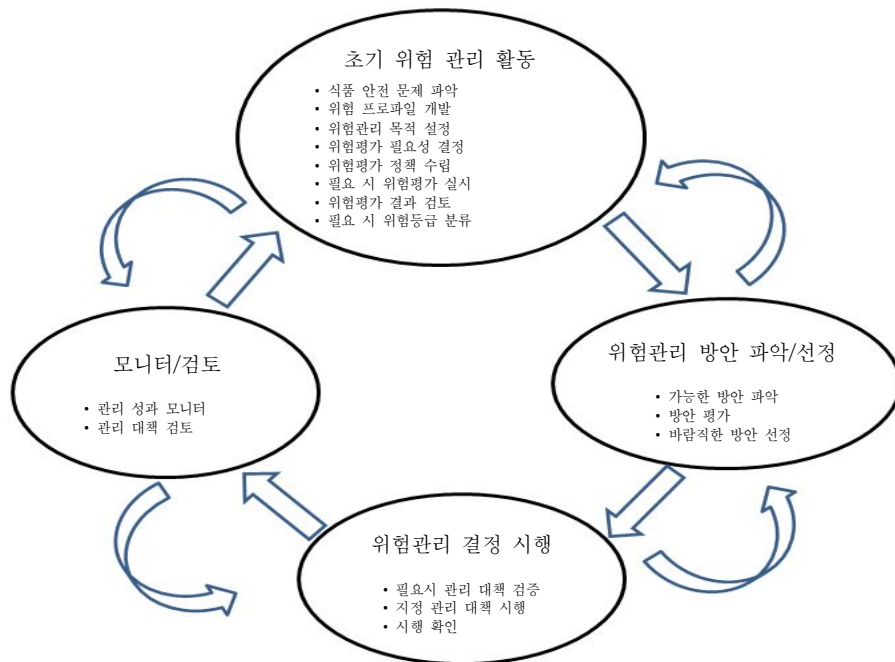 초기 위험 관리 활동
• 식품 안전 문제 파악
• 위험 프로파일 개발
• 위험관리 목적 설정
• 위험평가 필요성 결정
• 위험평가 정책 수립
• 필요 시 위험평가 실시
• 위험평가 결과 검토
• 필요 시 위험등급 분류
위험관리 방안 파악/선정
• 가능한 방안 파악
• 방안 평가
• 바람직한 방안 선정
위험관리 결정 시행
• 필요시 관리 대책 검증
• 지정 관리 대책 시행
• 시행 확인
모니터/검토
• 관리 성과 모니터
• 관리 대책 검토